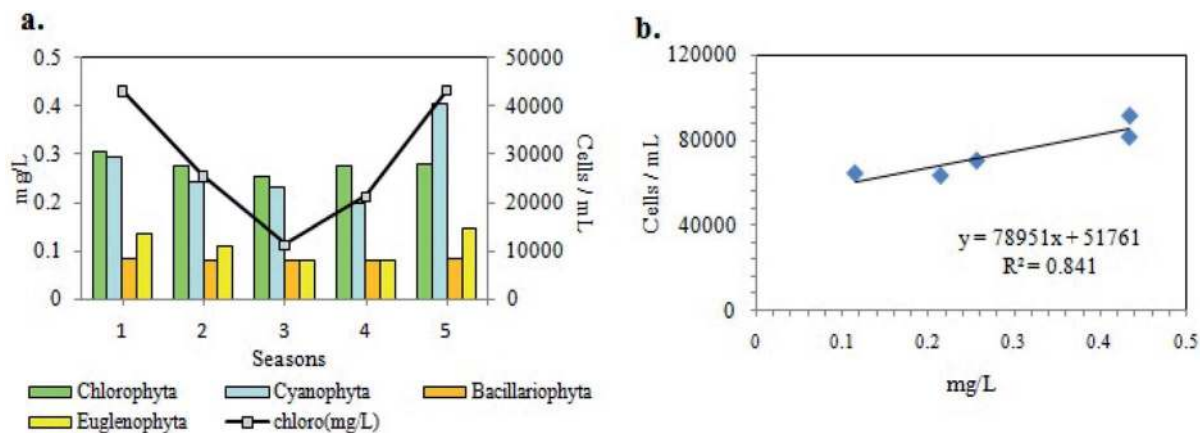 a.
0.5
0.4
0.3
0.2
0.1
0
mg/L
50000
40000
30000
20000
10000
0
Cells / mL
1 2 3 4 5
Seasons
Chlorophyta Cyanophyta Bacillariophyta
Euglenophyta chloro(mg/L)
b.
120000
80000
40000
0
Cells / mL
y = 78951x + 51761
R² = 0.841
0 0.1 0.2 0.3 0.4 0.5
mg/L